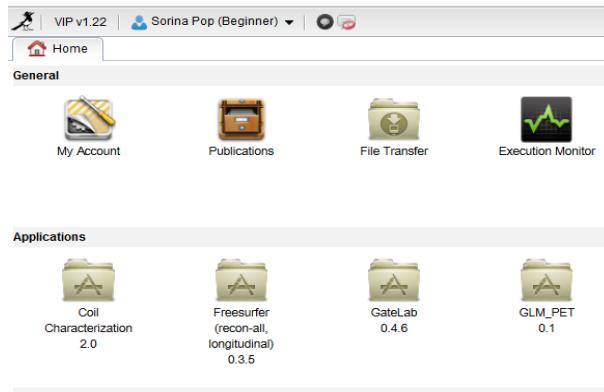 VIP v1.22 Sorina Pop (Beginner)
Home
General
My Account Publications File Transfer Execution Monitor
Applications
Coil Freesurfer GateLab GLM_PET
Characterization (recon-all, 0.4.6 0.1
2.0 longitudinal)
0.3.5